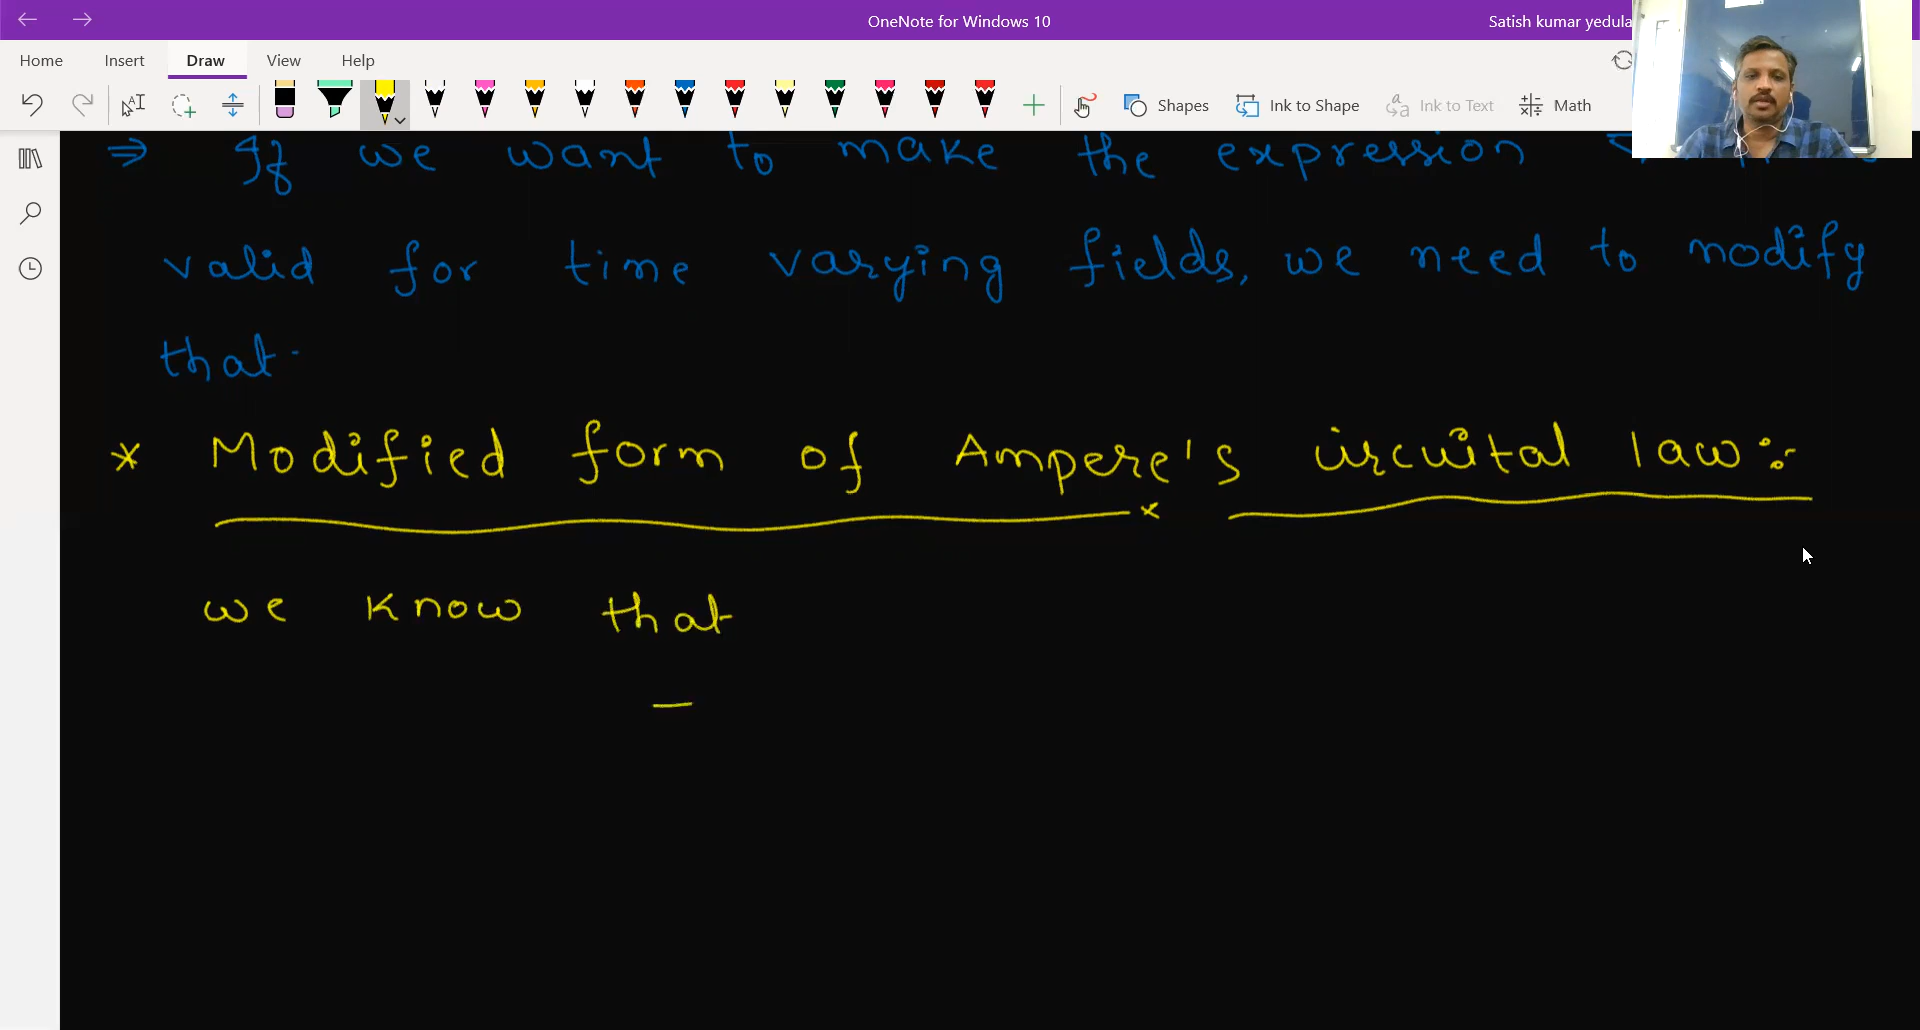 OneNote for Windows 10
Satish kumar yedula
Home Insert Draw View Help
Shapes Ink to Shape Ink to Text Math
⇒ If we want to make the expression
valid for time varying fields, we need to modify
that.
* Modified form of Ampere's circuital law:-
we know that